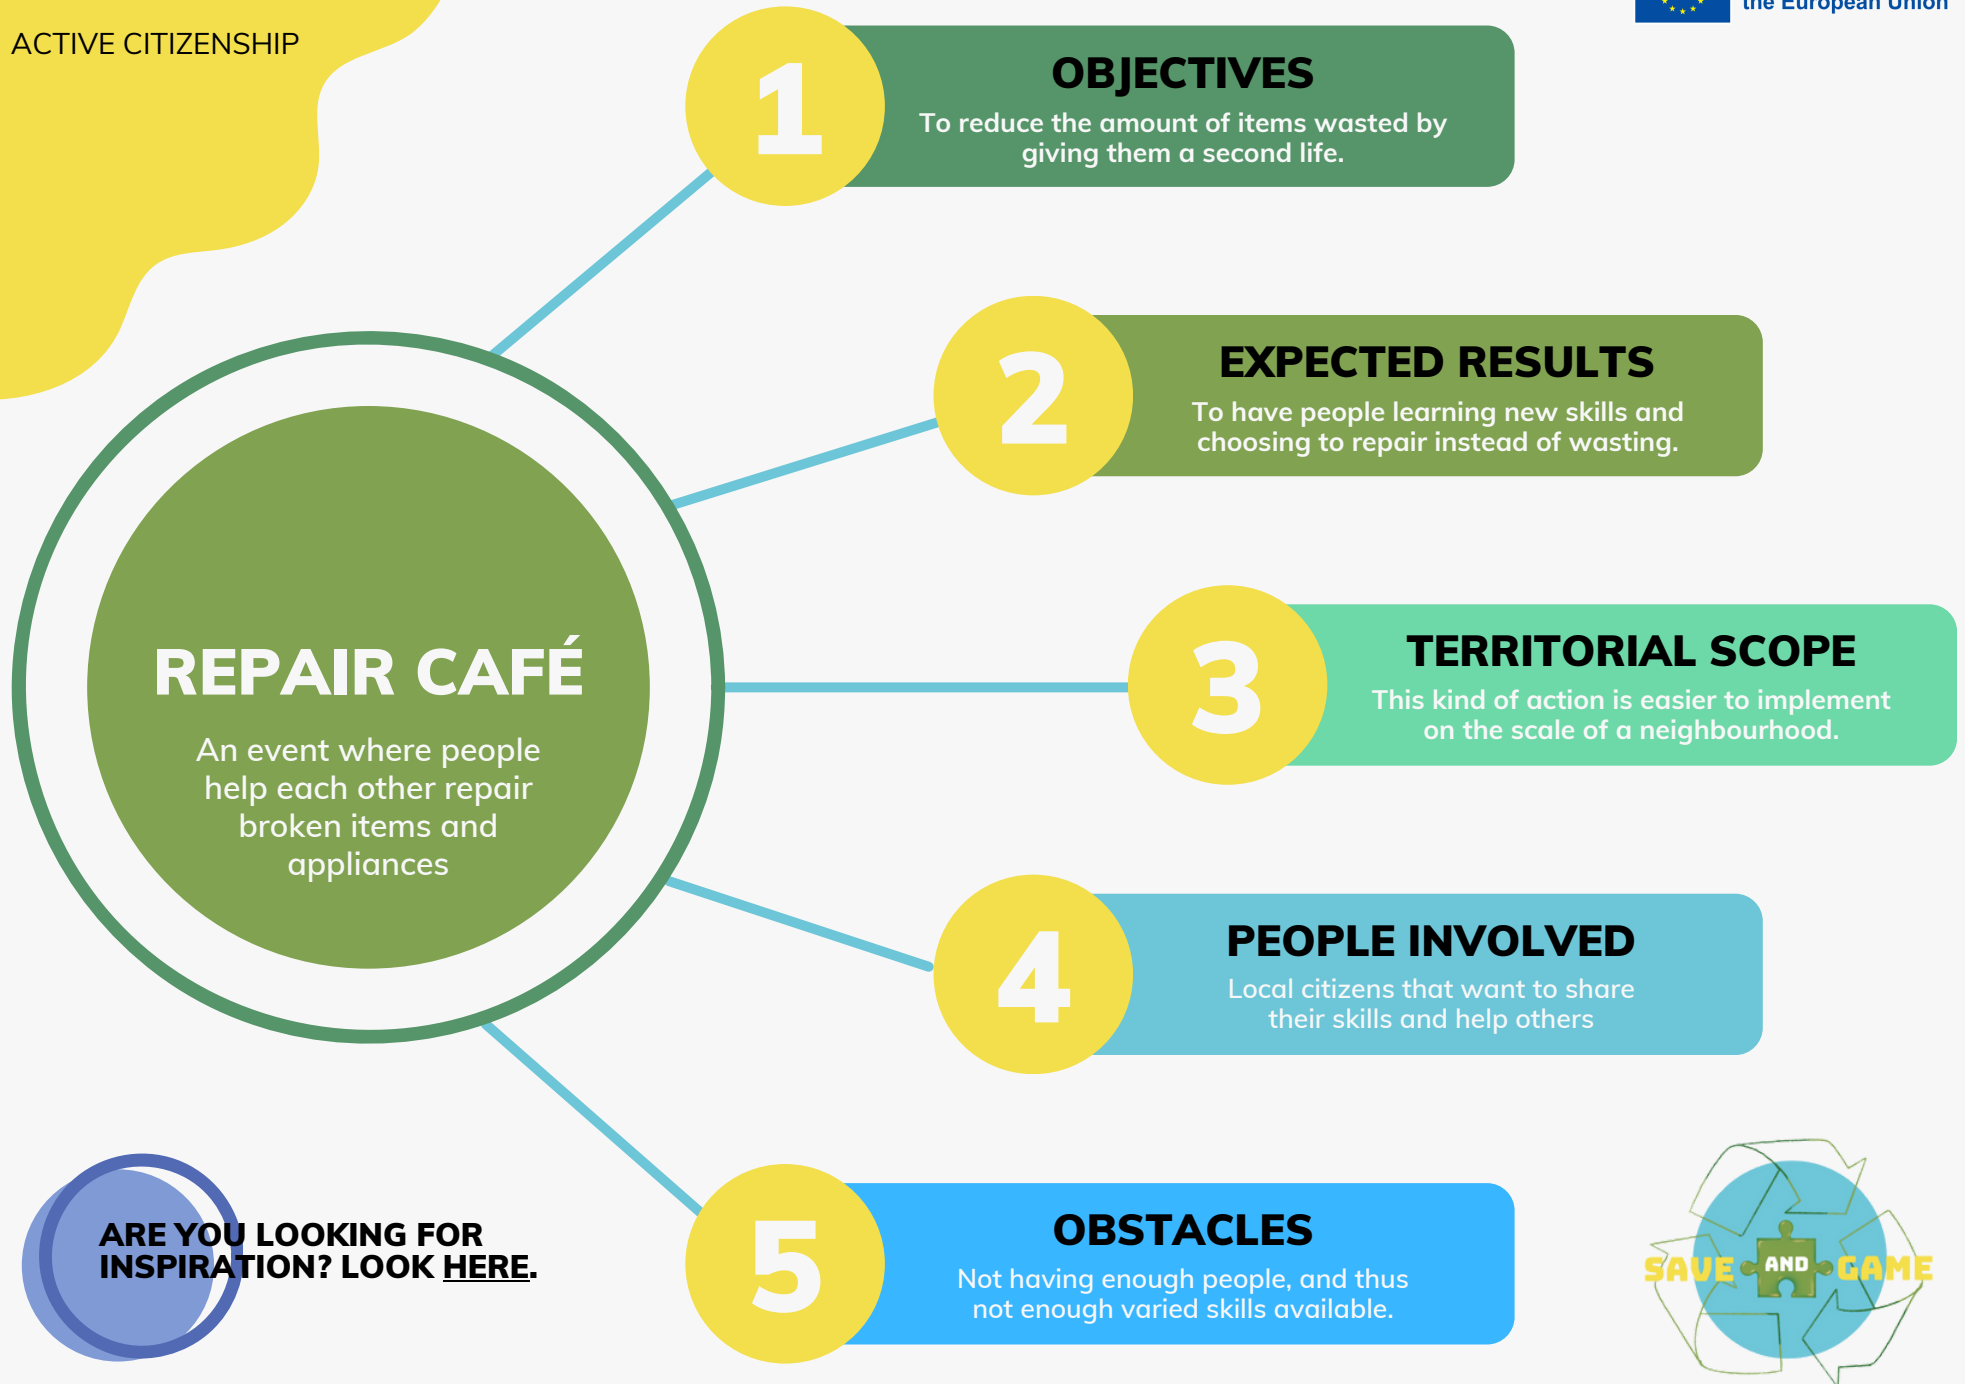 ACTIVE CITIZENSHIP
the European Union
1
OBJECTIVES
To reduce the amount of items wasted by
giving them a second life.
2
EXPECTED RESULTS
To have people learning new skills and
choosing to repair instead of wasting.
3
TERRITORIAL SCOPE
This kind of action is easier to implement
on the scale of a neighbourhood.
REPAIR CAFÉ
An event where people
help each other repair
broken items and
appliances
4
PEOPLE INVOLVED
Local citizens that want to share
their skills and help others
5
OBSTACLES
Not having enough people, and thus
not enough varied skills available.
ARE YOU LOOKING FOR
INSPIRATION? LOOK HERE.
SAVE AND GAME